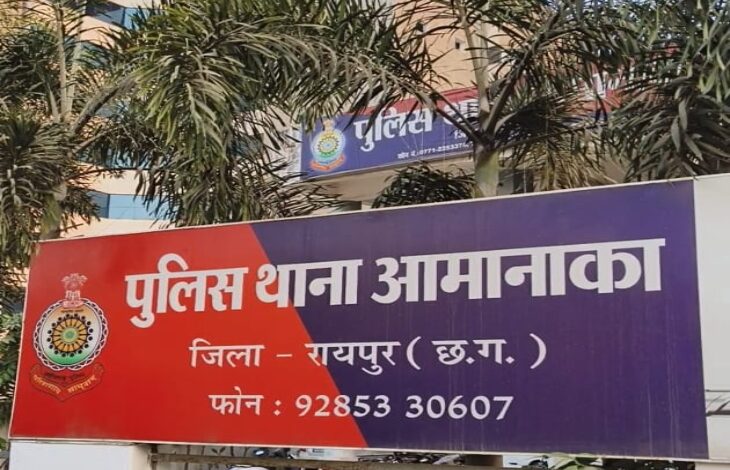 पुलिस
पुलिस थाना आमानाका
जिला - रायपुर ( छ.ग. )
फोन : 92853 30607